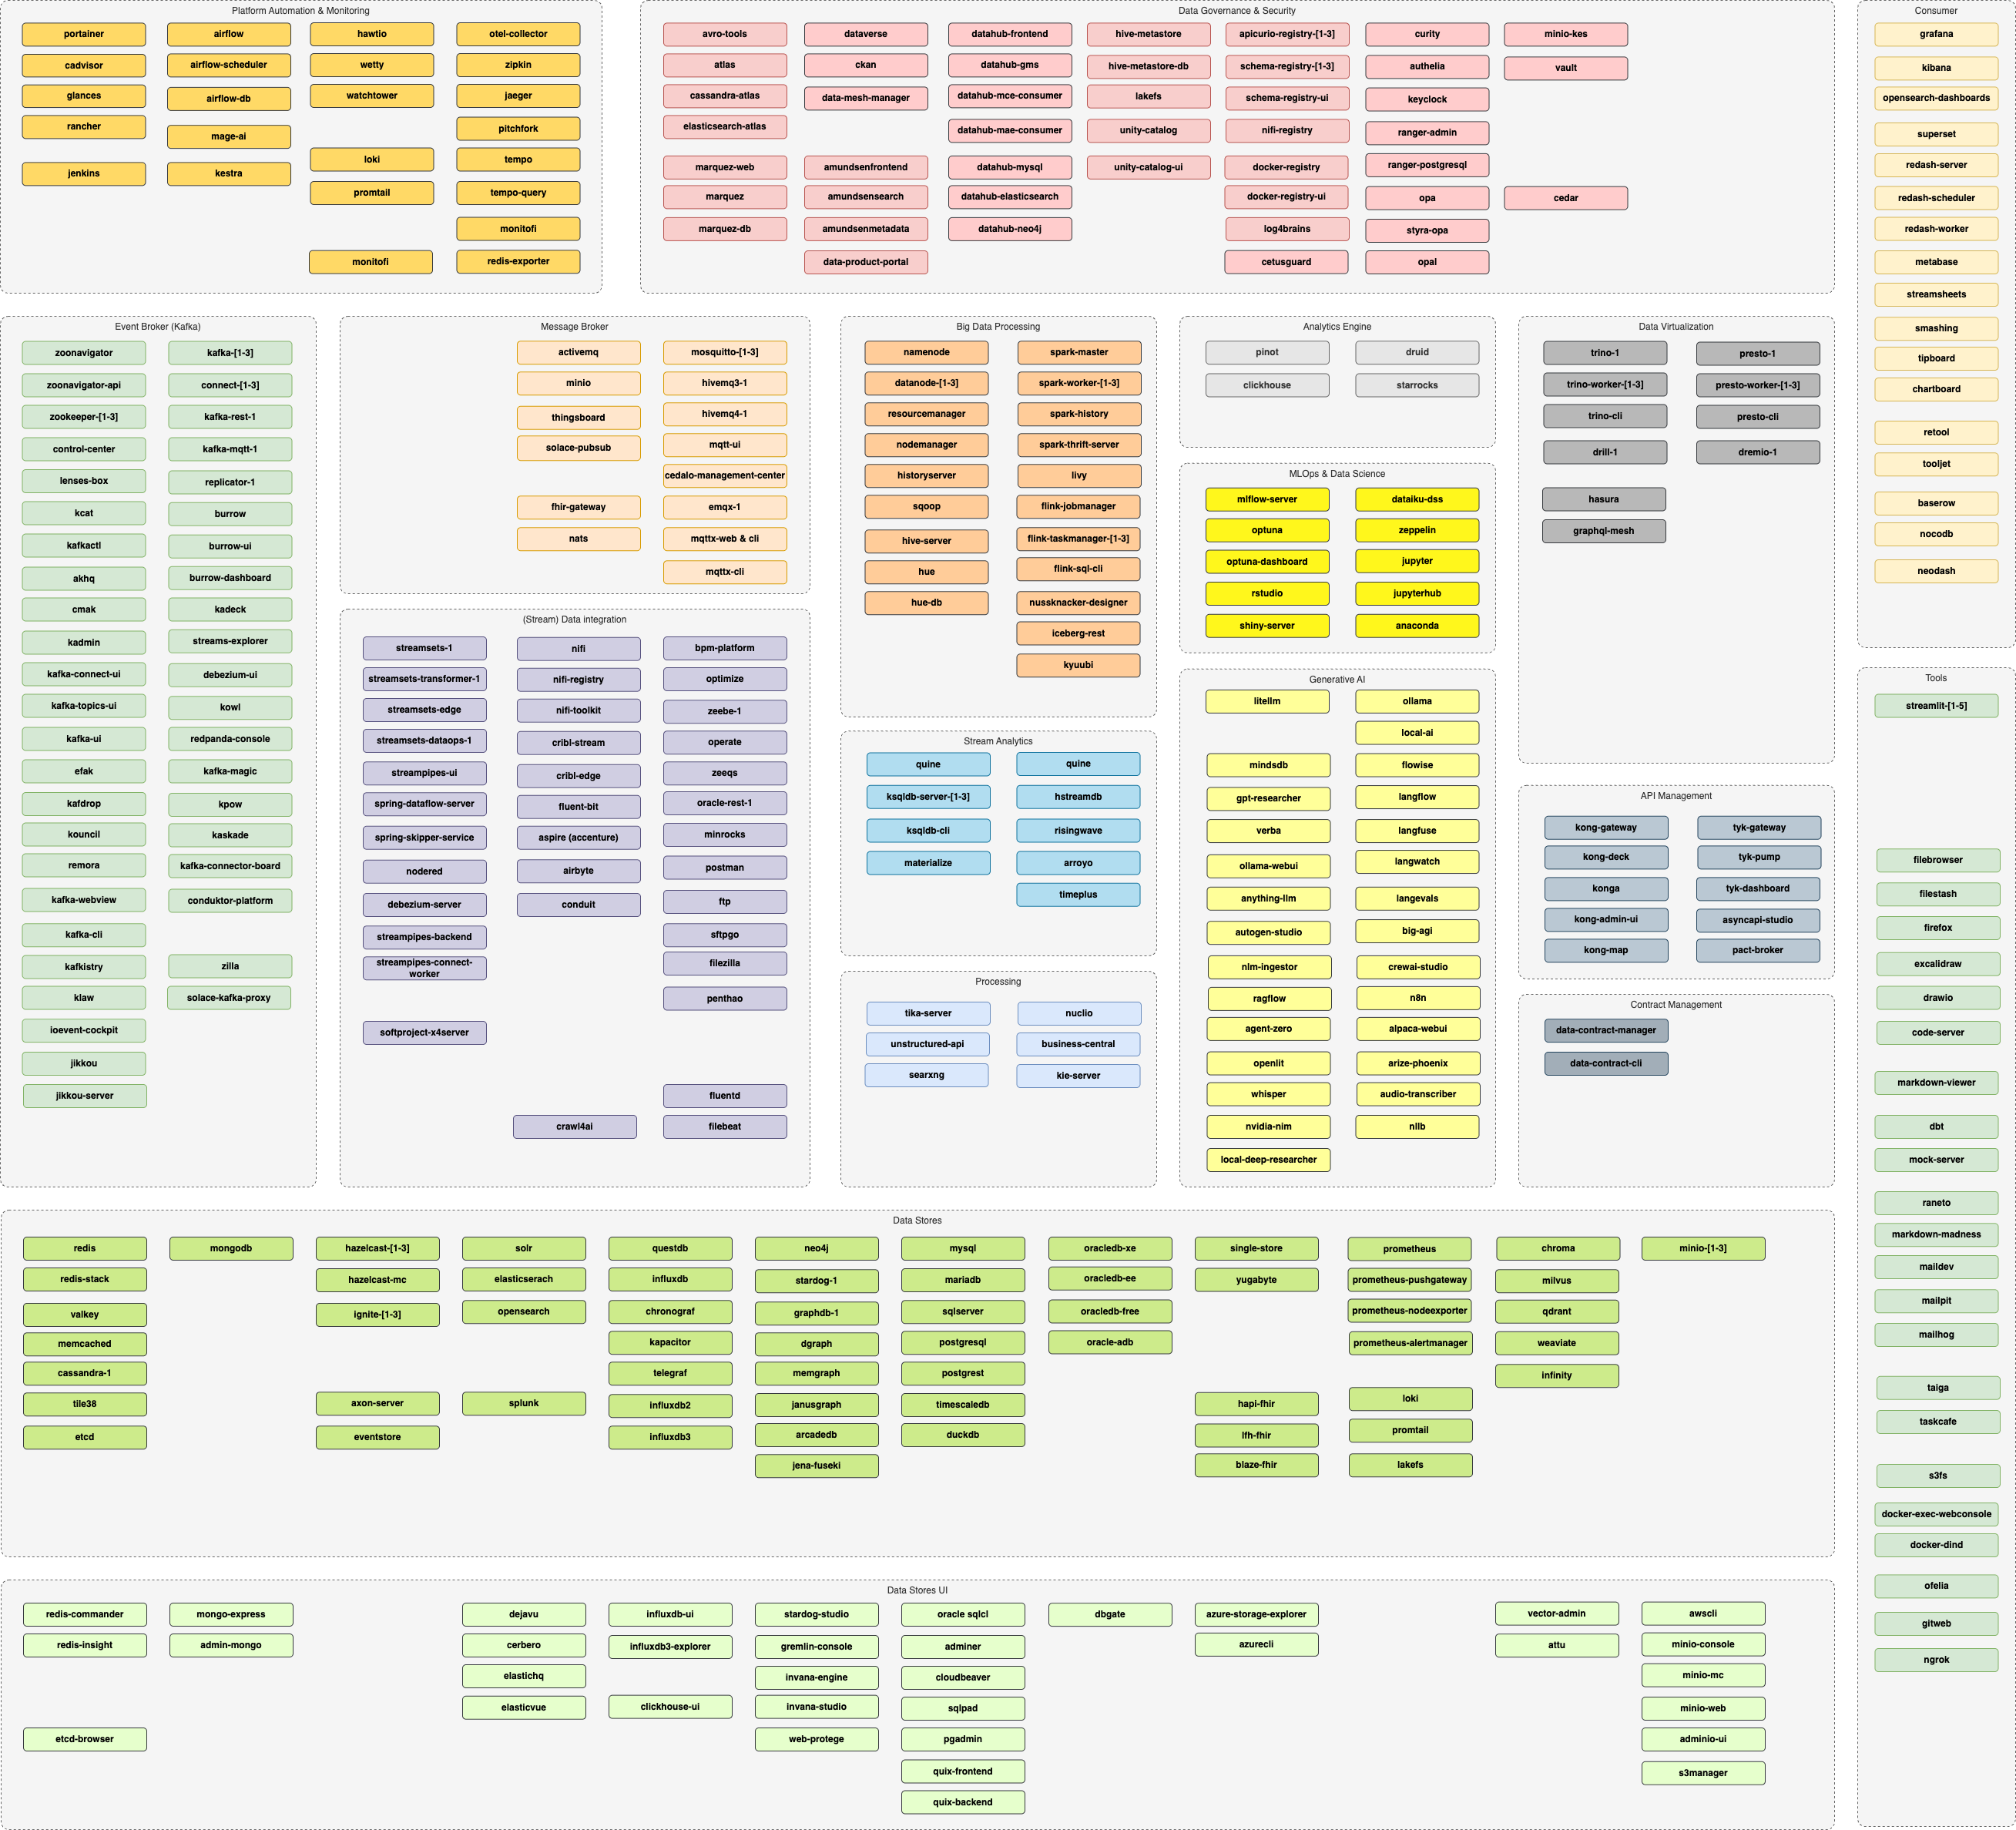 Platform Automation & Monitoring
portainer
cadvisor
glances
rancher
jenkins
airflow
airflow-scheduler
airflow-db
mage-ai
kestra
hawtio
wetty
watchtower
loki
promtail
monitofi
otel-collector
zipkin
jaeger
pitchfork
tempo
tempo-query
monitofi
redis-exporter
Data Governance & Security
avro-tools
atlas
cassandra-atlas
elasticsearch-atlas
marquez-web
marquez
marquez-db
dataverse
ckan
data-mesh-manager
amundsenfrontend
amundsensearch
amundsenmetadata
data-product-portal
datahub-frontend
datahub-gms
datahub-mce-consumer
datahub-mae-consumer
datahub-mysql
datahub-elasticsearch
datahub-neo4j
hive-metastore
hive-metastore-db
lakefs
unity-catalog
unity-catalog-ui
apicurio-registry-[1-3]
schema-registry-[1-3]
schema-registry-ui
nifi-registry
docker-registry
docker-registry-ui
log4brains
cetusguard
curity
authelia
keyclock
ranger-admin
ranger-postgresql
opa
styra-opa
opal
minio-kes
vault
cedar
Consumer
grafana
kibana
opensearch-dashboards
superset
redash-server
redash-scheduler
redash-worker
metabase
streamsheets
smashing
tipboard
chartboard
retool
tooljet
baserow
nocodb
neodash
Event Broker (Kafka)
zoonavigator
zoonavigator-api
zookeeper-[1-3]
control-center
lenses-box
kcat
kafkactl
akhq
cmak
kadmin
kafka-connect-ui
kafka-topics-ui
kafka-ui
efak
kafdrop
kouncil
remora
kafka-webview
kafka-cli
kafkistry
klaw
ioevent-cockpit
jikkou
jikkou-server
kafka-[1-3]
connect-[1-3]
kafka-rest-1
kafka-mqtt-1
replicator-1
burrow
burrow-ui
burrow-dashboard
kadeck
streams-explorer
debezium-ui
kowl
redpanda-console
kafka-magic
kpow
kaskade
kafka-connector-board
conduktor-platform
zilla
solace-kafka-proxy
Message Broker
activemq
minio
thingsboard
solace-pubsub
fhir-gateway
nats
mosquitto-[1-3]
hivemq3-1
hivemq4-1
mqtt-ui
cedalo-management-center
emqx-1
mqttx-web & cli
mqttx-cli
(Stream) Data integration
streamsets-1
streamsets-transformer-1
streamsets-edge
streamsets-dataops-1
streampipes-ui
spring-dataflow-server
spring-skipper-service
nodered
debezium-server
streampipes-backend
streampipes-connect-
worker
softproject-x4server
nifi
nifi-registry
nifi-toolkit
cribl-stream
cribl-edge
fluent-bit
aspire (accenture)
airbyte
conduit
crawl4ai
bpm-platform
optimize
zeebe-1
operate
zeeqs
oracle-rest-1
minrocks
postman
ftp
sftpgo
filezilla
penthao
fluentd
filebeat
Big Data Processing
namenode
datanode-[1-3]
resourcemanager
nodemanager
historyserver
sqoop
hive-server
hue
hue-db
spark-master
spark-worker-[1-3]
spark-history
spark-thrift-server
livy
flink-jobmanager
flink-taskmanager-[1-3]
flink-sql-cli
nussknacker-designer
iceberg-rest
kyuubi
Stream Analytics
quine
ksqldb-server-[1-3]
ksqldb-cli
materialize
quine
hstreamdb
risingwave
arroyo
timeplus
Processing
tika-server
unstructured-api
searxng
nuclio
business-central
kie-server
Analytics Engine
pinot
clickhouse
druid
starrocks
MLOps & Data Science
mlflow-server
optuna
optuna-dashboard
rstudio
shiny-server
dataiku-dss
zeppelin
jupyter
jupyterhub
anaconda
Generative AI
litellm
mindsdb
gpt-researcher
verba
ollama-webui
anything-llm
autogen-studio
nlm-ingestor
ragflow
agent-zero
openlit
whisper
nvidia-nim
local-deep-researcher
ollama
local-ai
flowise
langflow
langfuse
langwatch
langevals
big-agi
crewai-studio
n8n
alpaca-webui
arize-phoenix
audio-transcriber
nllb
Data Virtualization
trino-1
trino-worker-[1-3]
trino-cli
drill-1
hasura
graphql-mesh
presto-1
presto-worker-[1-3]
presto-cli
dremio-1
API Management
kong-gateway
kong-deck
konga
kong-admin-ui
kong-map
tyk-gateway
tyk-pump
tyk-dashboard
asyncapi-studio
pact-broker
Contract Management
data-contract-manager
data-contract-cli
Tools
streamlit-[1-5]
filebrowser
filestash
firefox
excalidraw
drawio
code-server
markdown-viewer
dbt
mock-server
raneto
markdown-madness
maildev
mailpit
mailhog
taiga
taskcafe
s3fs
docker-exec-webconsole
docker-dind
ofelia
gitweb
ngrok
Data Stores
redis
redis-stack
valkey
memcached
cassandra-1
tile38
etcd
mongodb
hazelcast-[1-3]
hazelcast-mc
ignite-[1-3]
axon-server
eventstore
solr
elasticserach
opensearch
splunk
questdb
influxdb
chronograf
kapacitor
telegraf
influxdb2
influxdb3
neo4j
stardog-1
graphdb-1
dgraph
memgraph
janusgraph
arcadedb
jena-fuseki
mysql
mariadb
sqlserver
postgresql
postgrest
timescaledb
duckdb
oracledb-xe
oracledb-ee
oracledb-free
oracle-adb
single-store
yugabyte
hapi-fhir
lfh-fhir
blaze-fhir
prometheus
prometheus-pushgateway
prometheus-nodeexporter
prometheus-alertmanager
loki
promtail
lakefs
chroma
milvus
qdrant
weaviate
infinity
minio-[1-3]
Data Stores UI
redis-commander
redis-insight
etcd-browser
mongo-express
admin-mongo
dejavu
cerbero
elastichq
elasticvue
influxdb-ui
influxdb3-explorer
clickhouse-ui
stardog-studio
gremlin-console
invana-engine
invana-studio
web-protege
oracle sqlcl
adminer
cloudbeaver
sqlpad
pgadmin
quix-frontend
quix-backend
dbgate
azure-storage-explorer
azurecli
vector-admin
attu
awscli
minio-console
minio-mc
minio-web
adminio-ui
s3manager